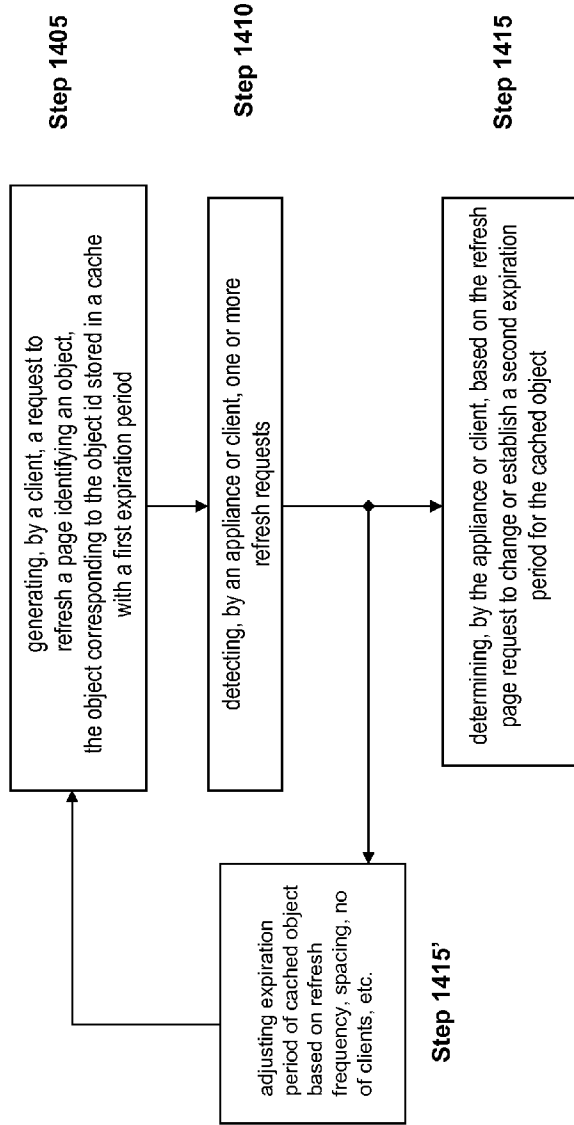 generating, by a client, a request to
refresh a page identifying an object,
the object corresponding to the object id stored in a cache
with a first expiration period
Step 1405
detecting, by an appliance or client, one or more
refresh requests
Step 1410
adjusting expiration
period of cached object
based on refresh
frequency, spacing, no
of clients, etc.
Step 1415'
determining, by the appliance or client, based on the refresh
page request to change or establish a second expiration
period for the cached object
Step 1415